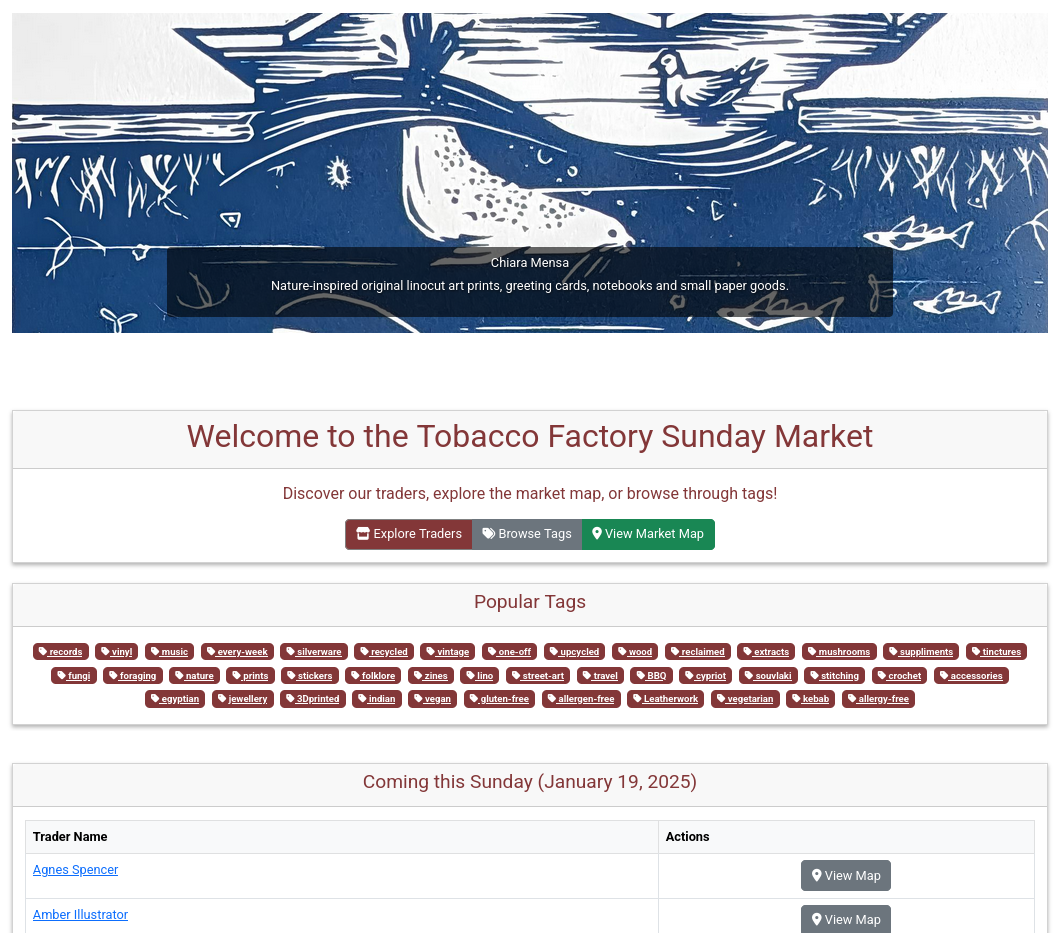 Chiara Mensa
Nature-inspired original linocut art prints, greeting cards, notebooks and small paper goods.
Welcome to the Tobacco Factory Sunday Market
Discover our traders, explore the market map, or browse through tags!
Explore Traders Browse Tags View Market Map
Popular Tags
records vinyl music every-week silverware recycled vintage one-off upcycled wood reclaimed extracts mushrooms suppliments tinctures
fungi foraging nature prints stickers folklore zines lino street-art travel BBQ cypriot souvlaki stitching crochet accessories
egyptian jewellery 3Dprinted indian vegan gluten-free allergen-free Leatherwork vegetarian kebab allergy-free
Coming this Sunday (January 19, 2025)
Trader Name Actions
Agnes Spencer View Map
Amber Illustrator View Map